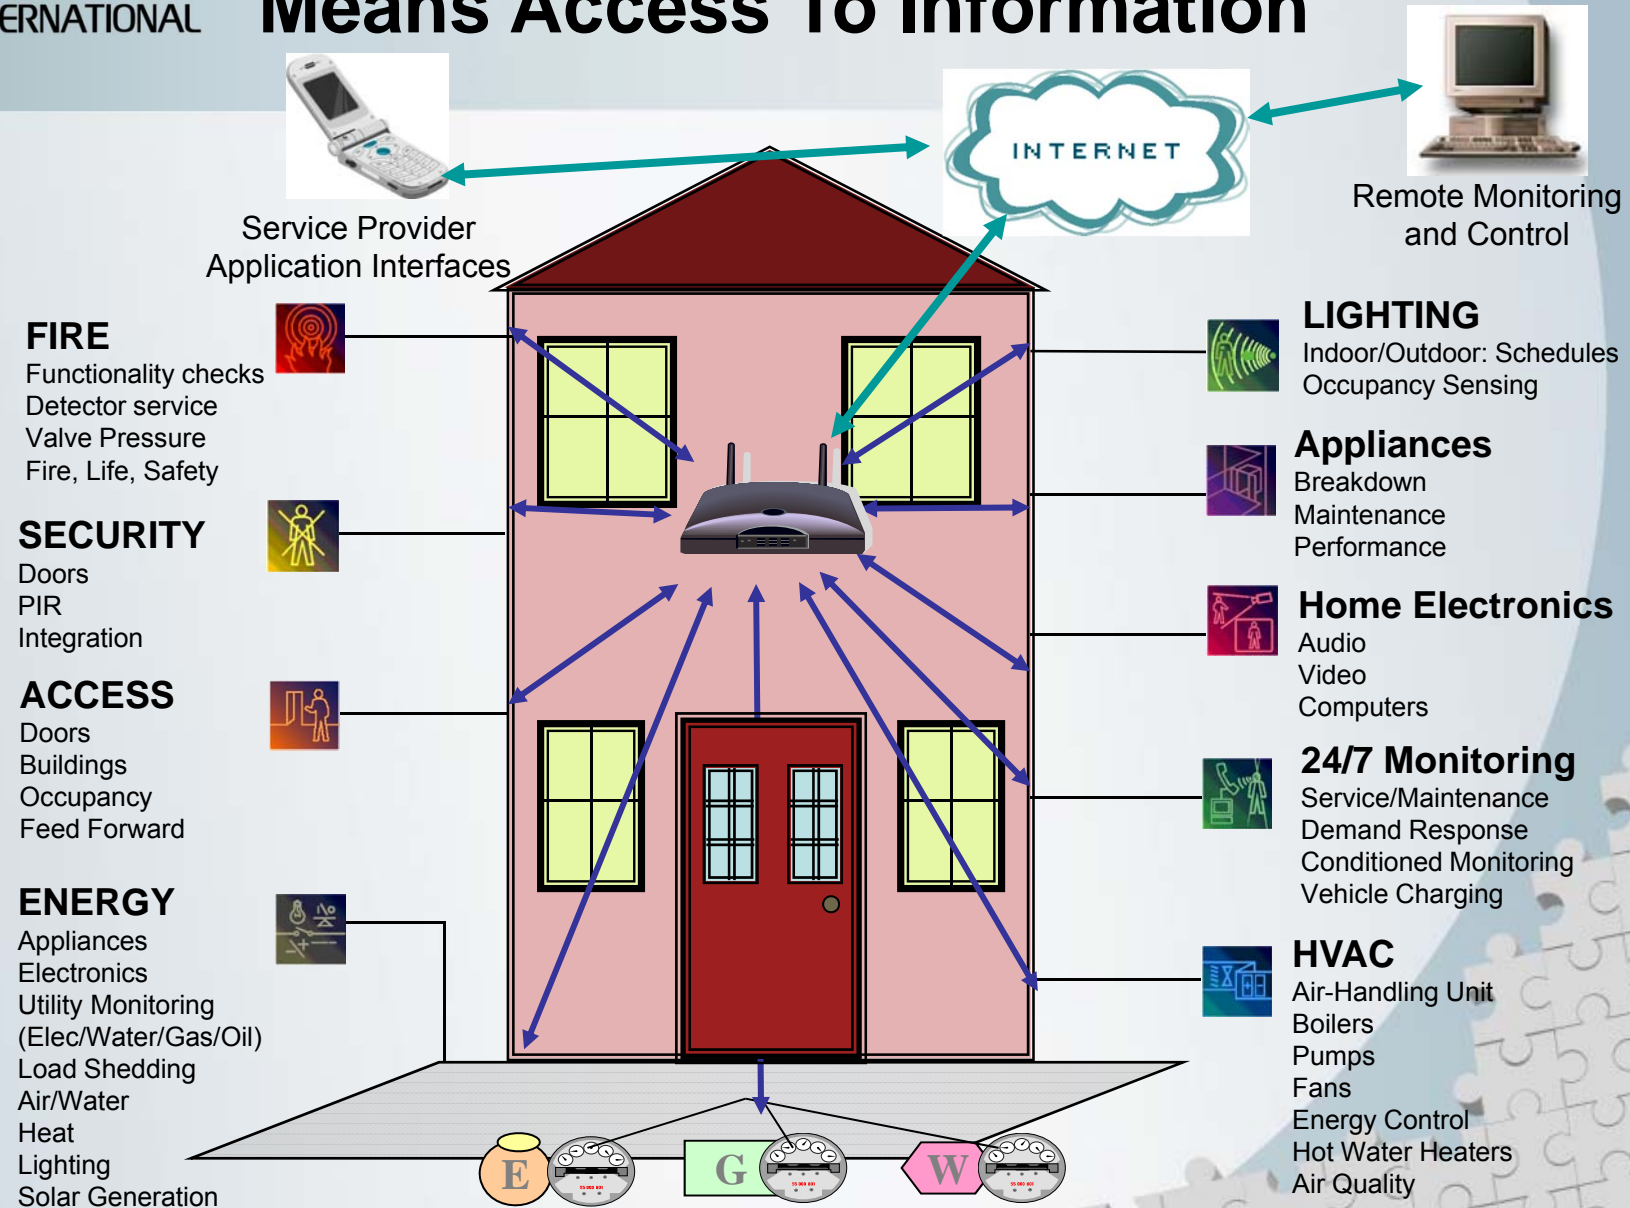 ERNATIONAL
Means Access To Information
INTERNET
Service Provider
Application Interfaces
Remote Monitoring
and Control
FIRE
Functionality checks
Detector service
Valve Pressure
Fire, Life, Safety
SECURITY
Doors
PIR
Integration
ACCESS
Doors
Buildings
Occupancy
Feed Forward
ENERGY
Appliances
Electronics
Utility Monitoring
(Elec/Water/Gas/Oil)
Load Shedding
Air/Water
Heat
Lighting
Solar Generation
LIGHTING
Indoor/Outdoor: Schedules
Occupancy Sensing
Appliances
Breakdown
Maintenance
Performance
Home Electronics
Audio
Video
Computers
24/7 Monitoring
Service/Maintenance
Demand Response
Conditioned Monitoring
Vehicle Charging
HVAC
Air-Handling Unit
Boilers
Pumps
Fans
Energy Control
Hot Water Heaters
Air Quality
E
G
W